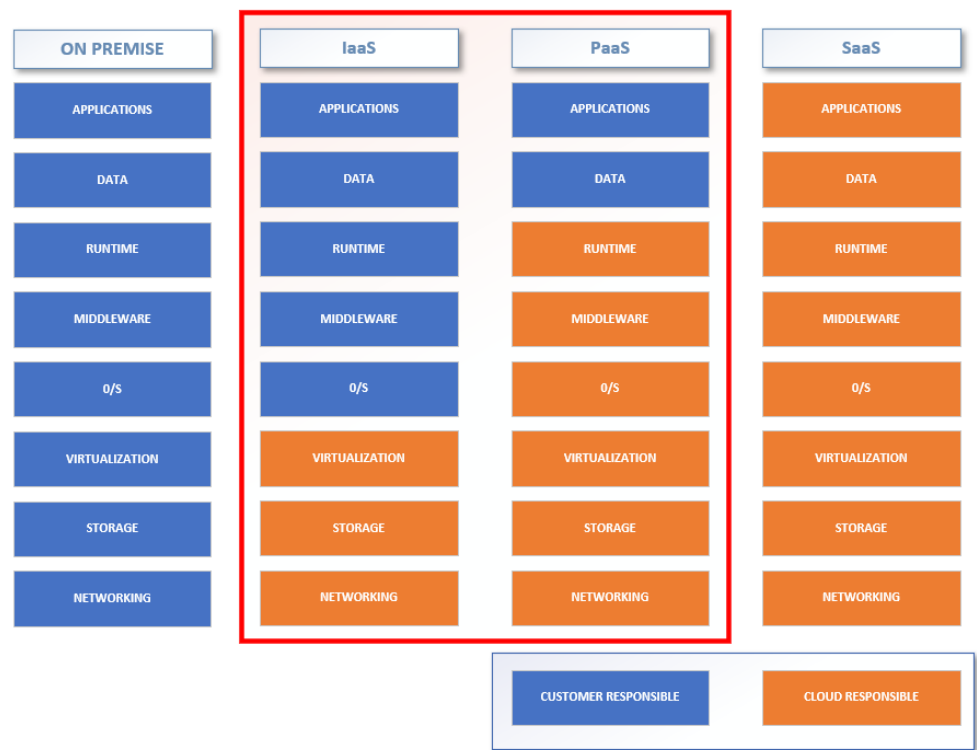 ON PREMISE IaaS PaaS SaaS
APPLICATIONS APPLICATIONS APPLICATIONS APPLICATIONS
DATA DATA DATA DATA
RUNTIME RUNTIME RUNTIME RUNTIME
MIDDLEWARE MIDDLEWARE MIDDLEWARE MIDDLEWARE
0/S 0/S 0/S 0/S
VIRTUALIZATION VIRTUALIZATION VIRTUALIZATION VIRTUALIZATION
STORAGE STORAGE STORAGE STORAGE
NETWORKING NETWORKING NETWORKING NETWORKING
CUSTOMER RESPONSIBLE CLOUD RESPONSIBLE